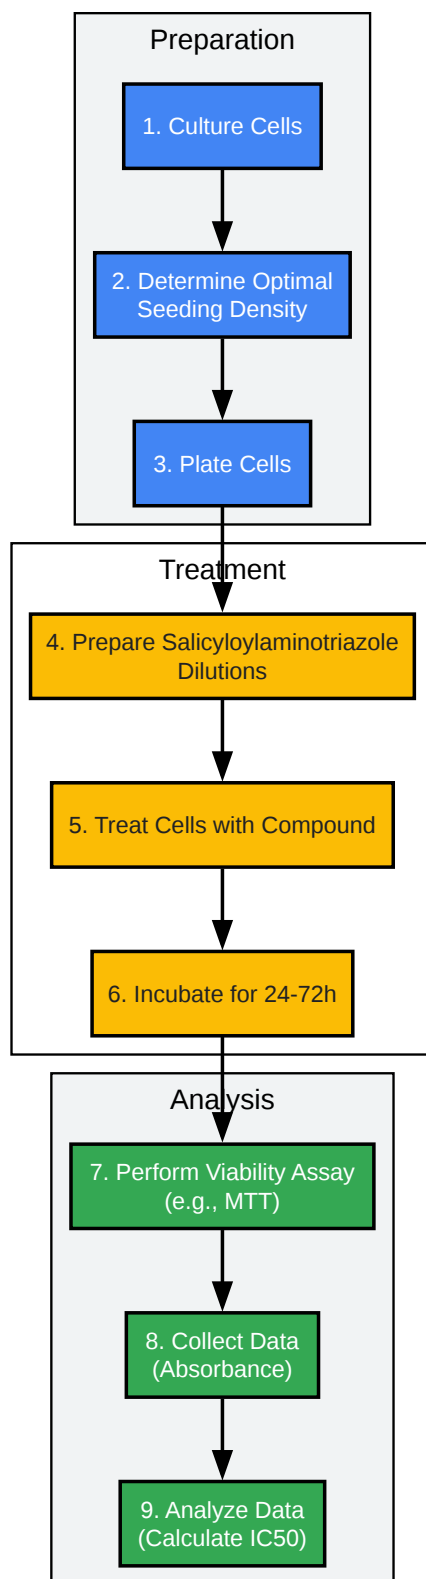 Preparation
1. Culture Cells
2. Determine Optimal
Seeding Density
3. Plate Cells
Treatment
4. Prepare Salicyloylaminotriazole
Dilutions
5. Treat Cells with Compound
6. Incubate for 24-72h
Analysis
7. Perform Viability Assay
(e.g., MTT)
8. Collect Data
(Absorbance)
9. Analyze Data
(Calculate IC50)